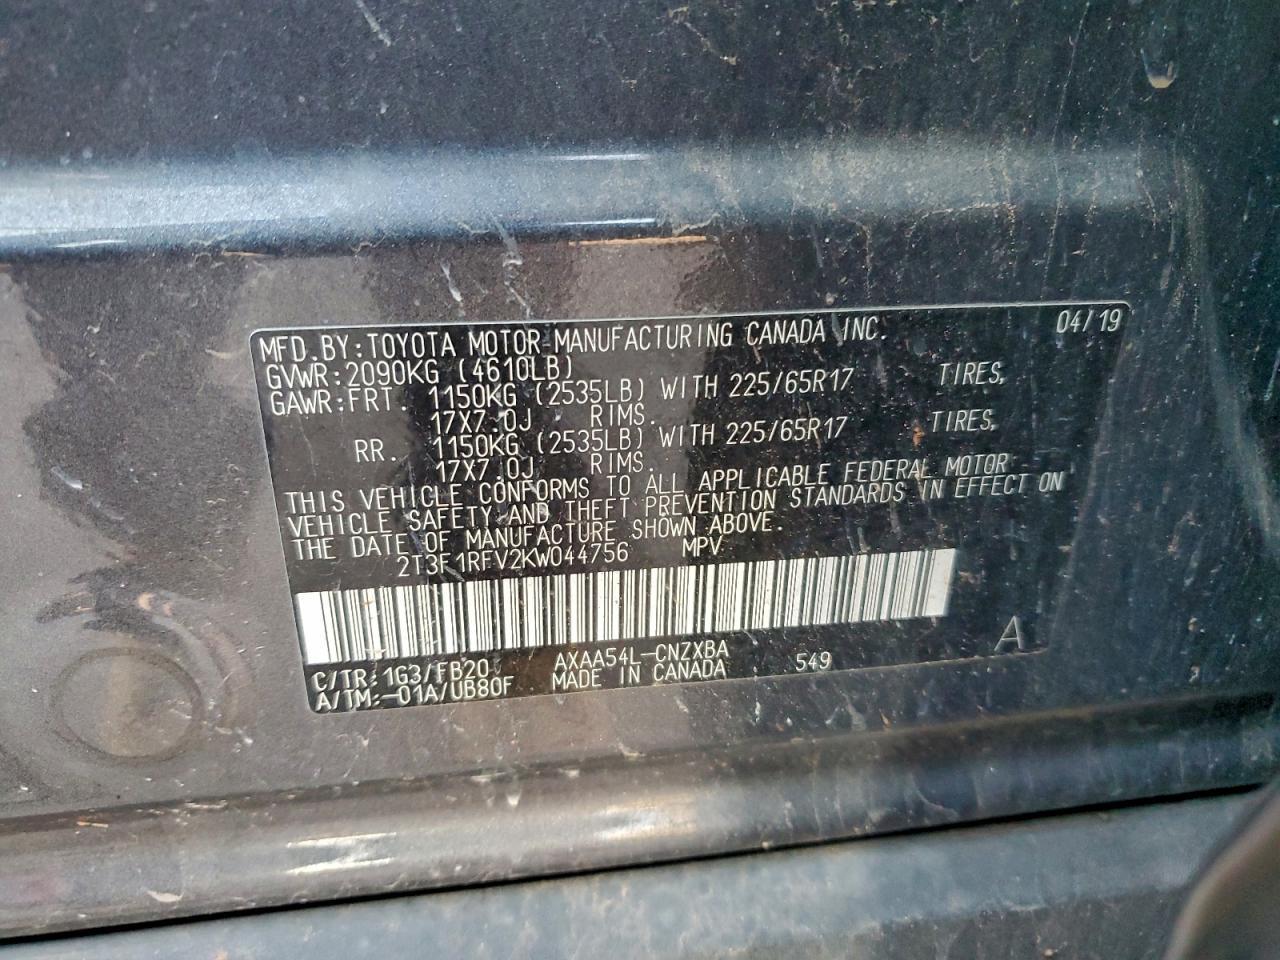 MFD.BY:TOYOTA MOTOR MANUFACTURING CANADA INC. 04/19
GVWR:2090KG (4610LB)
GAWR:FRT. 1150KG (2535LB) WITH 225/65R17 TIRES,
17X7.0J RIMS.
RR. 1150KG (2535LB) WITH 225/65R17 TIRES,
17X7.0J RIMS.
THIS VEHICLE CONFORMS TO ALL APPLICABLE FEDERAL MOTOR
VEHICLE SAFETY AND THEFT PREVENTION STANDARDS IN EFFECT ON
THE DATE OF MANUFACTURE SHOWN ABOVE.
2T3F1RFV2KW044756 MPV
C/TR:1G3/FB20 AXAA54L-CNZXBA 549 A
A/TM:-01A/UB80F MADE IN CANADA